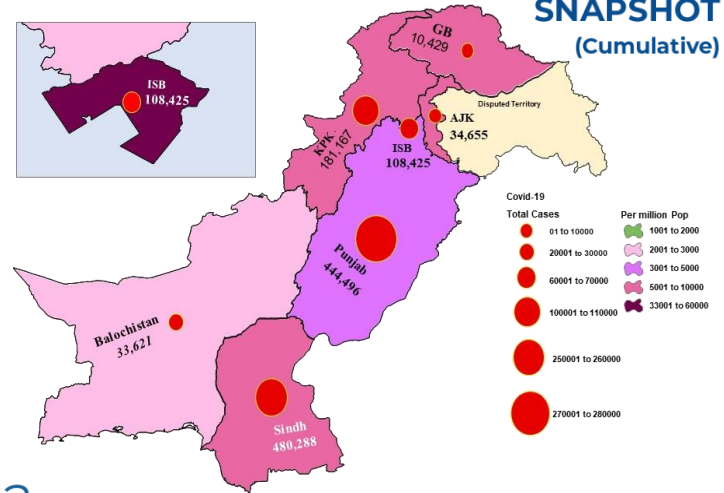 SNAPSHOT
(Cumulative)
ISB
108,425
GB
10,429
Disputed Territory
KPK.
181.167
ISB
108,425
AJK
34,655
Punjab
444,496
Balochistan
33,621
Sindh
480,288
Covid-19
Total Cases
01 to 10000
20001 to 30000
60001 to 70000
100001 to 110000
250001 to 260000
270001 to 280000
Per million Pop
1001 to 2000
2001 to 3000
3001 to 5000
5001 to 10000
33001 to 60000